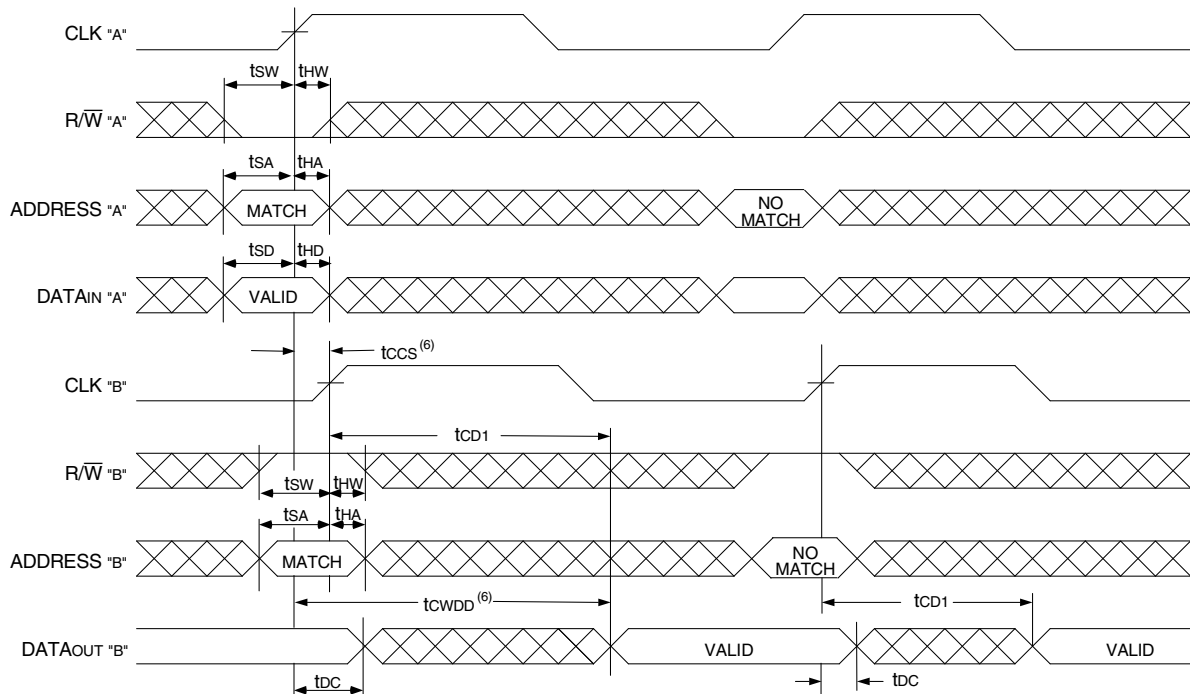 CLK "A"
tSW tHW
R/W̅ "A"
tSA tHA
ADDRESS "A" MATCH NO MATCH
tSD tHD
DATAIN "A" VALID
tCCS (6)
CLK "B"
tCD1
R/W̅ "B"
tSW tHW
tSA tHA
ADDRESS "B" MATCH NO MATCH
tCWDD (6) tCD1
DATAOUT "B" VALID VALID
tDC tDC